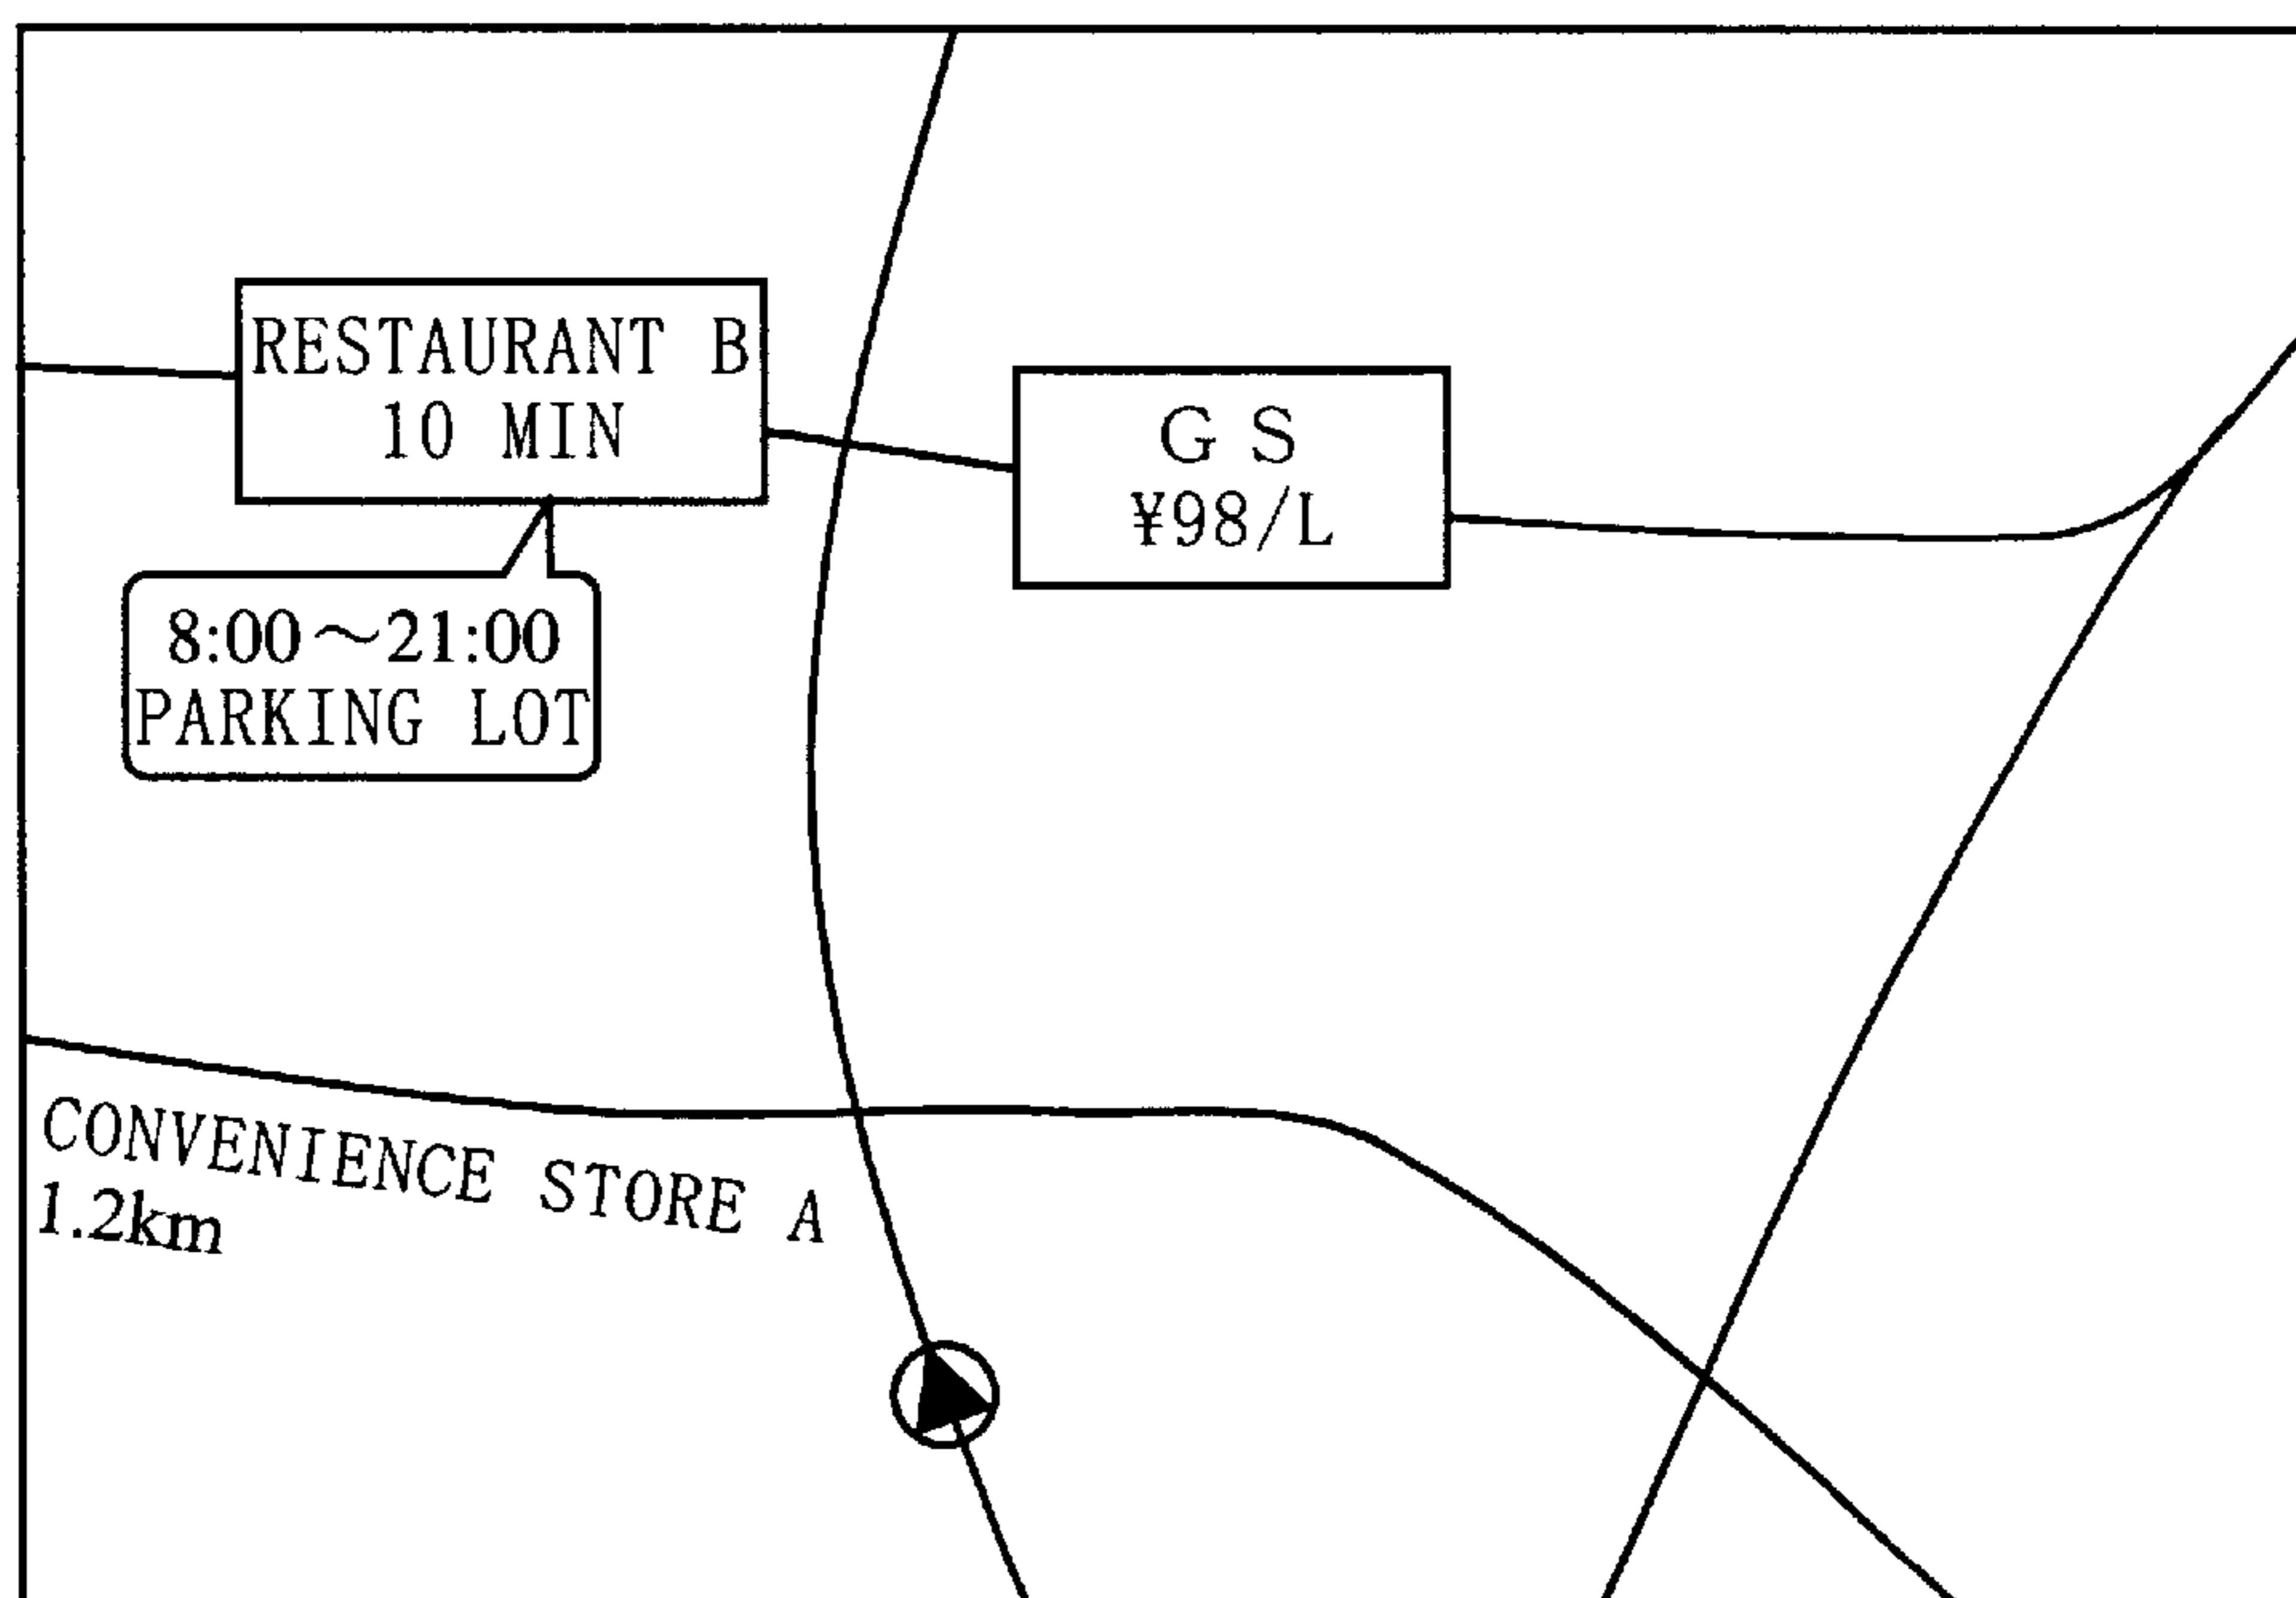 RESTAURANT B
10 MIN
8:00～21:00
PARKING LOT
G S
¥98/L
CONVENIENCE STORE A
1.2km